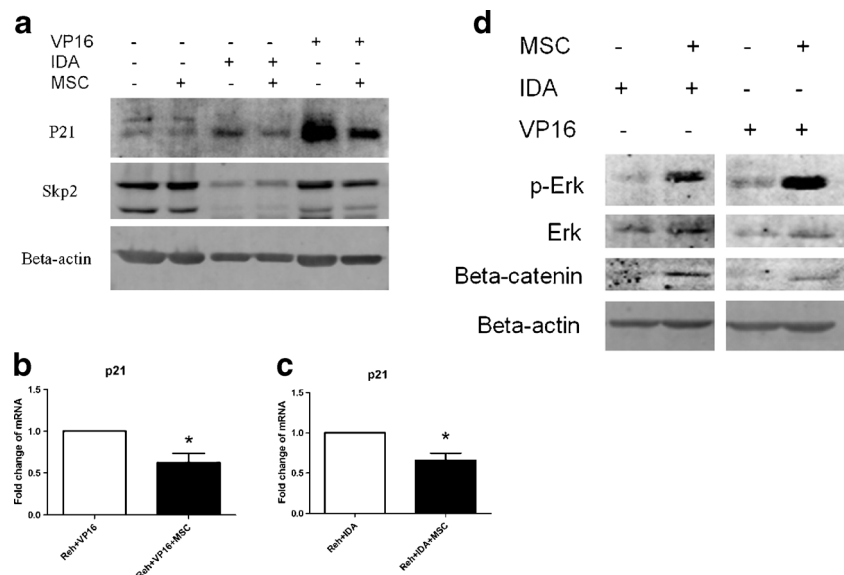 a
VP16 - - - - + +
IDA - - + + - -
MSC - + - + - +
P21
Skp2
Beta-actin
b
p21
Fold change of mRNA
1.5
1.0
0.5
0.0
*
Reh+VP16
Reh+VP16+MSC
c
p21
Fold change of mRNA
1.5
1.0
0.5
0.0
*
Reh+IDA
Reh+IDA+MSC
d
MSC - + - +
IDA + + - -
VP16 - - + +
p-Erk
Erk
Beta-catenin
Beta-actin